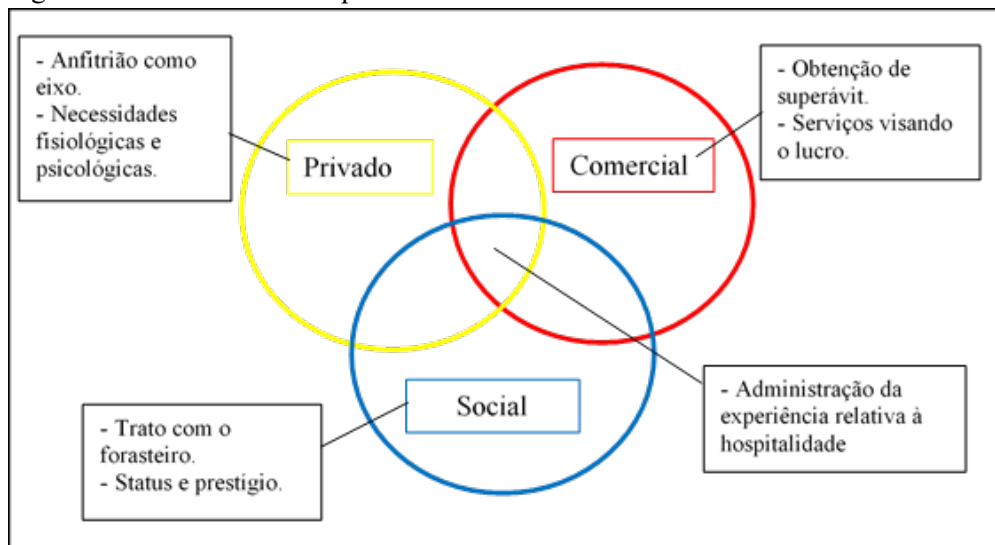 - Anfitrião como
eixo.
- Necessidades
fisiológicas e
psicológicas.
Privado
Comercial
- Obtenção de
superávit.
- Serviços visando
o lucro.
Social
- Trato com o
forasteiro.
- Status e prestígio.
- Administração da
experiência relativa à
hospitalidade